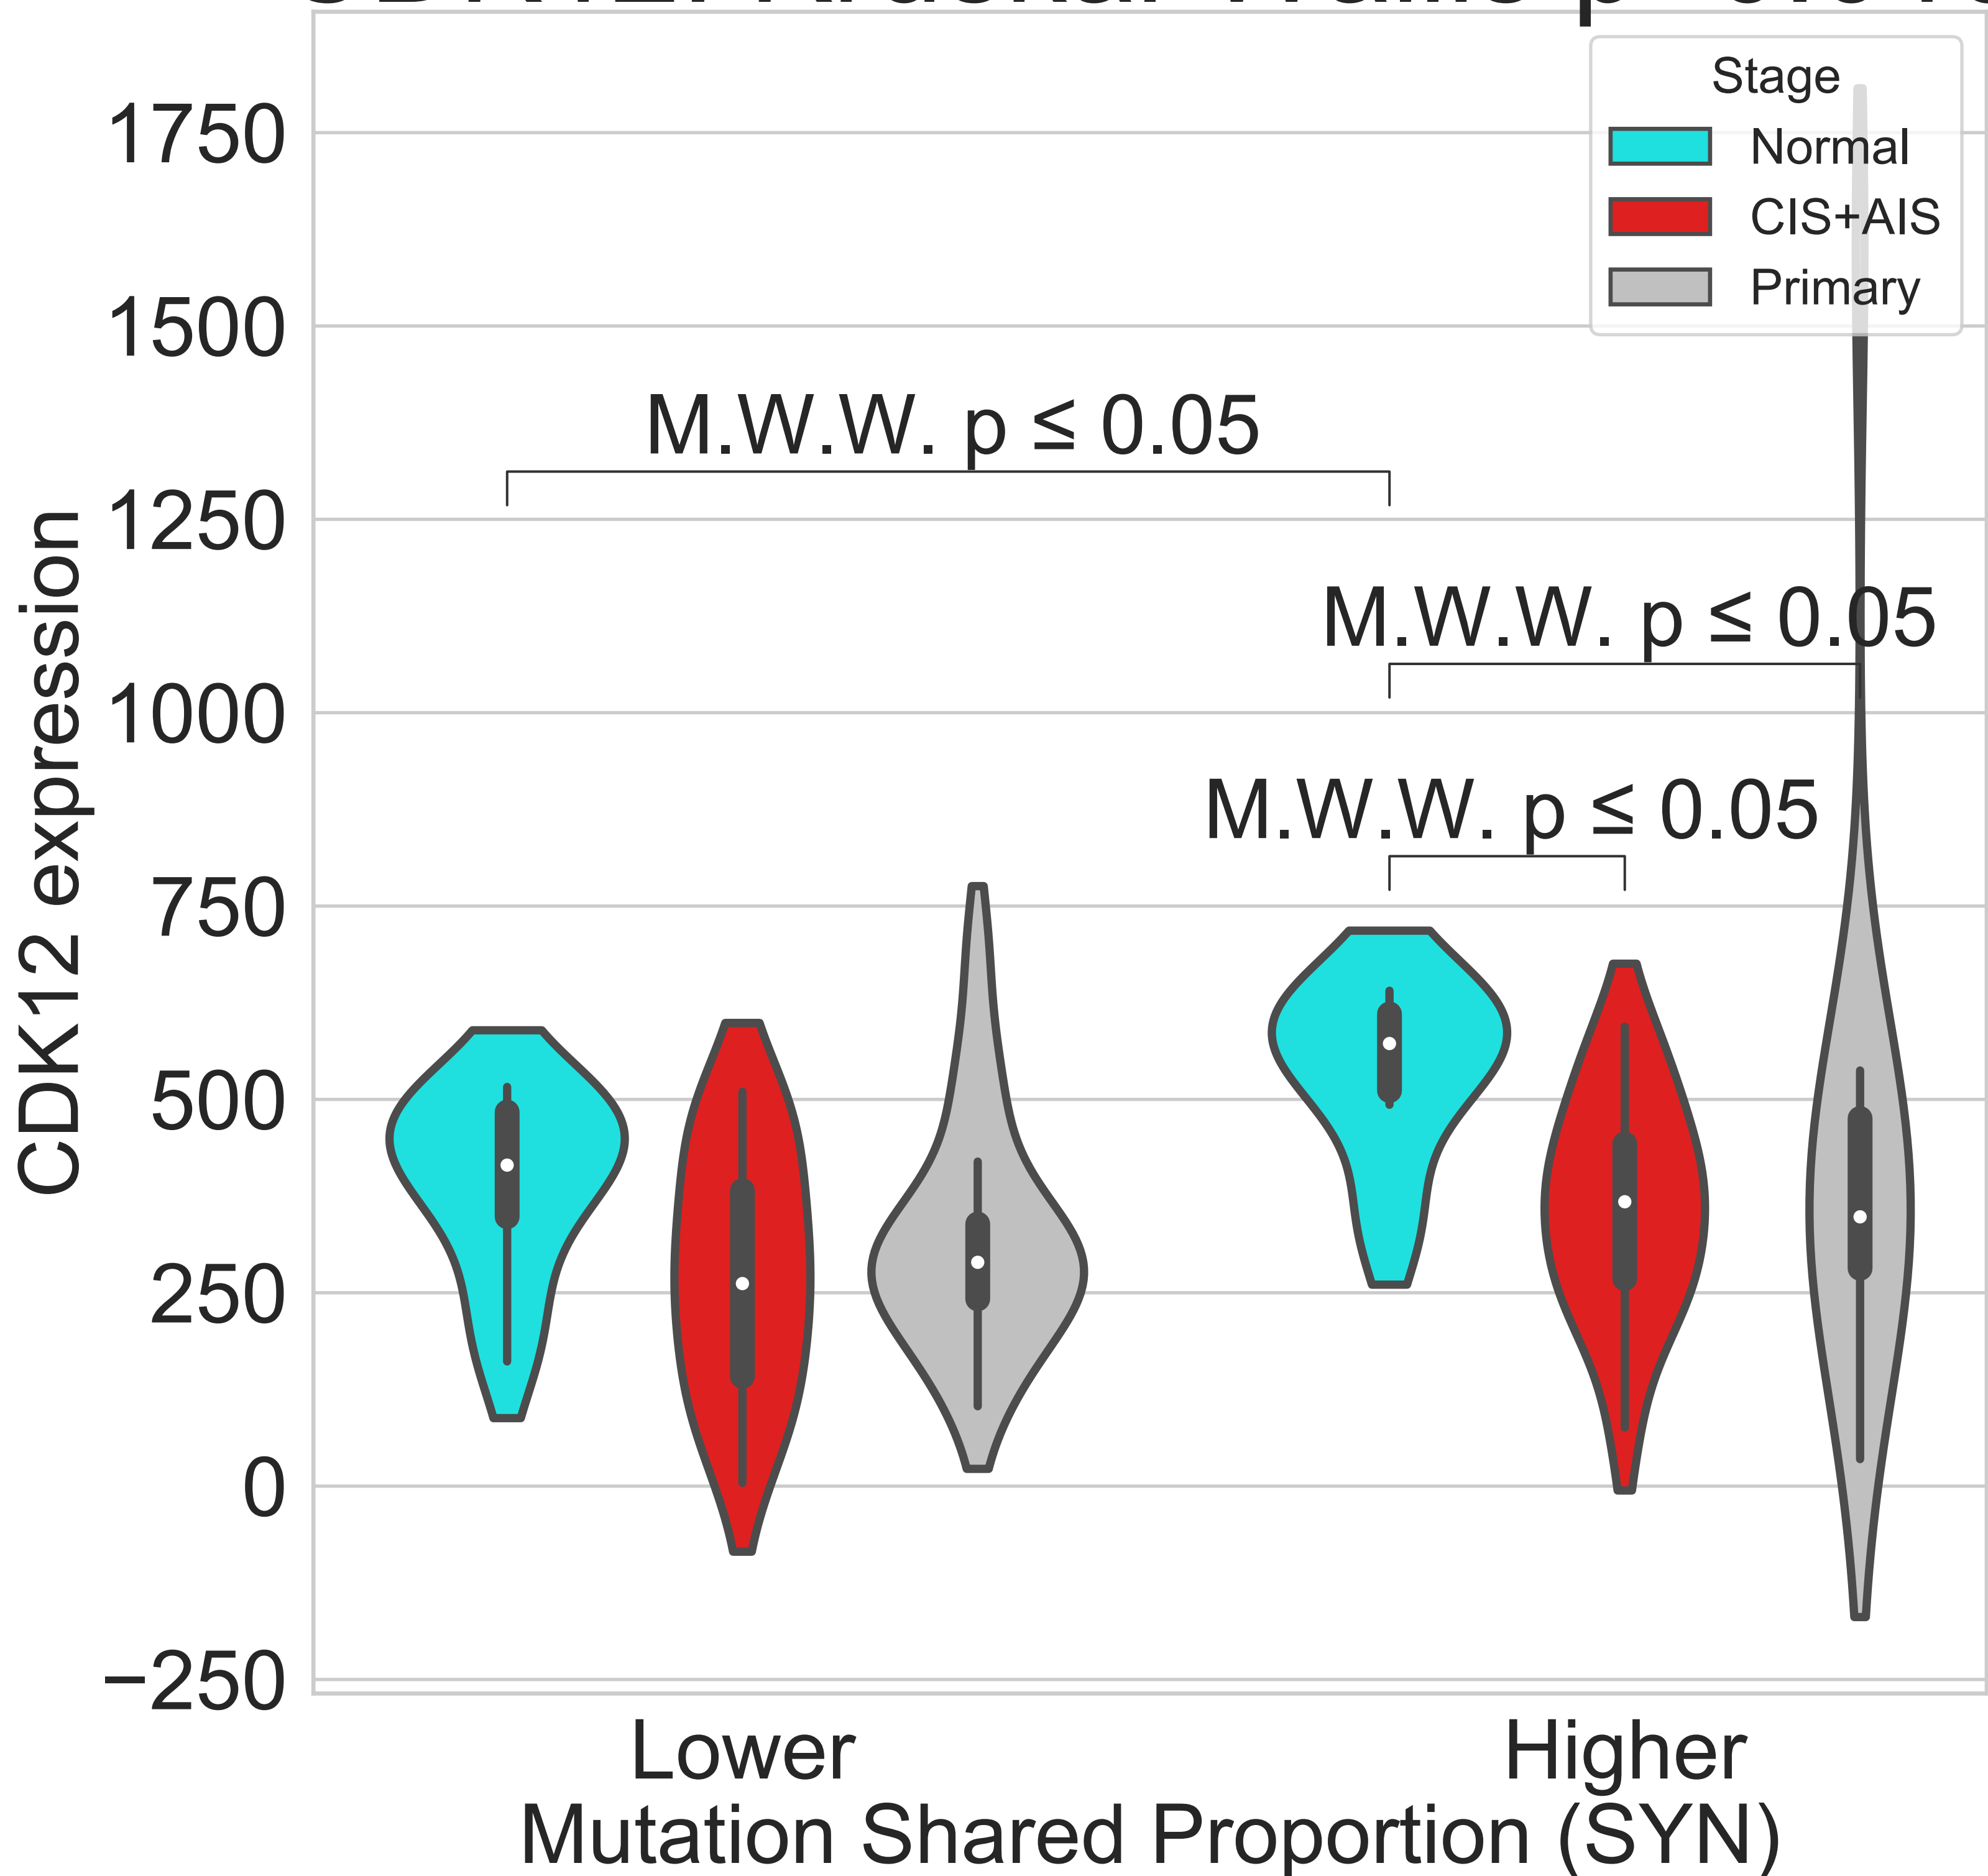 Stage
Normal
CIS+AIS
Primary
1750
1500
1250
1000
750
500
250
0
−250
CDK12 expression
M.W.W. p ≤ 0.05
M.W.W. p ≤ 0.05
M.W.W. p ≤ 0.05
Lower
Higher
Mutation Shared Proportion (SYN)